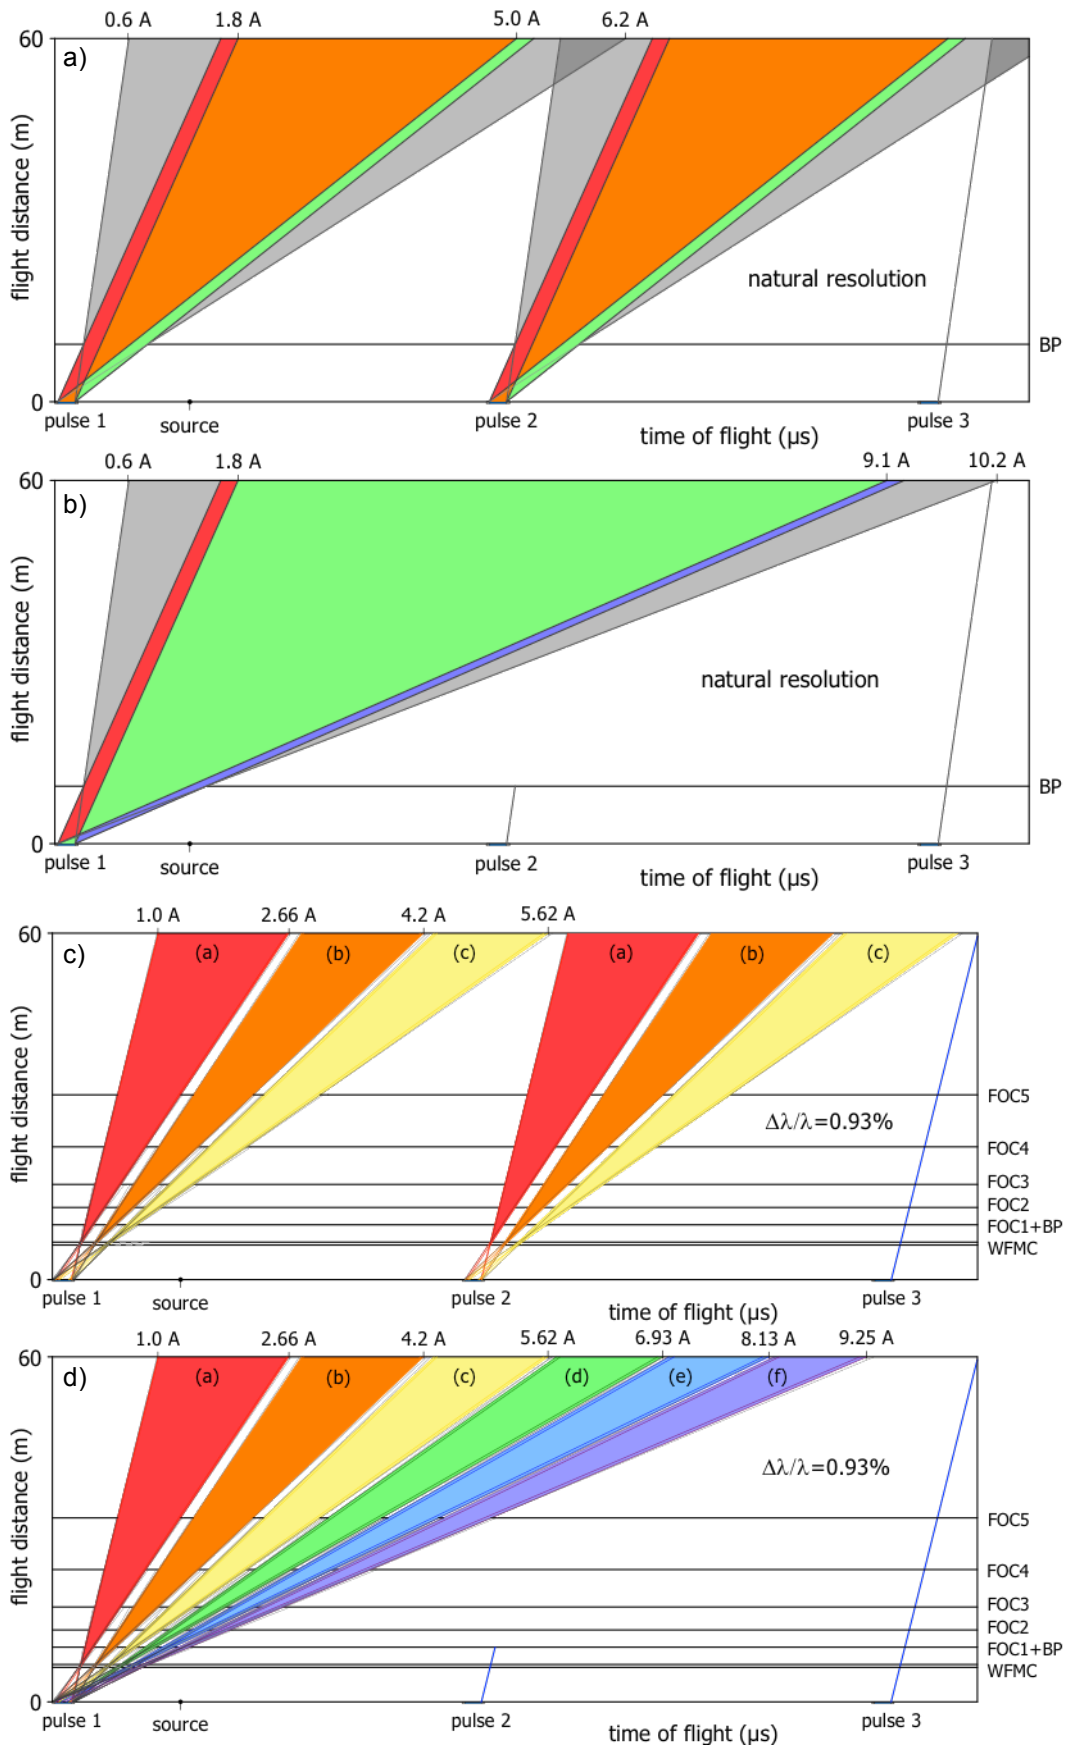 0.6 A 1.8 A 5.0 A 6.2 A
60
a)
flight distance (m)
natural resolution
BP
0
pulse 1 source pulse 2 pulse 3
time of flight (μs)
0.6 A 1.8 A 9.1 A 10.2 A
60
b)
flight distance (m)
natural resolution
BP
0
pulse 1 source pulse 2 pulse 3
time of flight (μs)
1.0 A 2.66 A 4.2 A 5.62 A
60
c)
(a) (b) (c) (a) (b) (c)
flight distance (m)
FOC5
Δλ/λ=0.93%
FOC4
FOC3
FOC2
FOC1+BP
WFMC
0
pulse 1 source pulse 2 pulse 3
time of flight (μs)
1.0 A 2.66 A 4.2 A 5.62 A 6.93 A 8.13 A 9.25 A
60
d)
(a) (b) (c) (d) (e) (f)
flight distance (m)
Δλ/λ=0.93%
FOC5
FOC4
FOC3
FOC2
FOC1+BP
WFMC
0
pulse 1 source pulse 2 pulse 3
time of flight (μs)